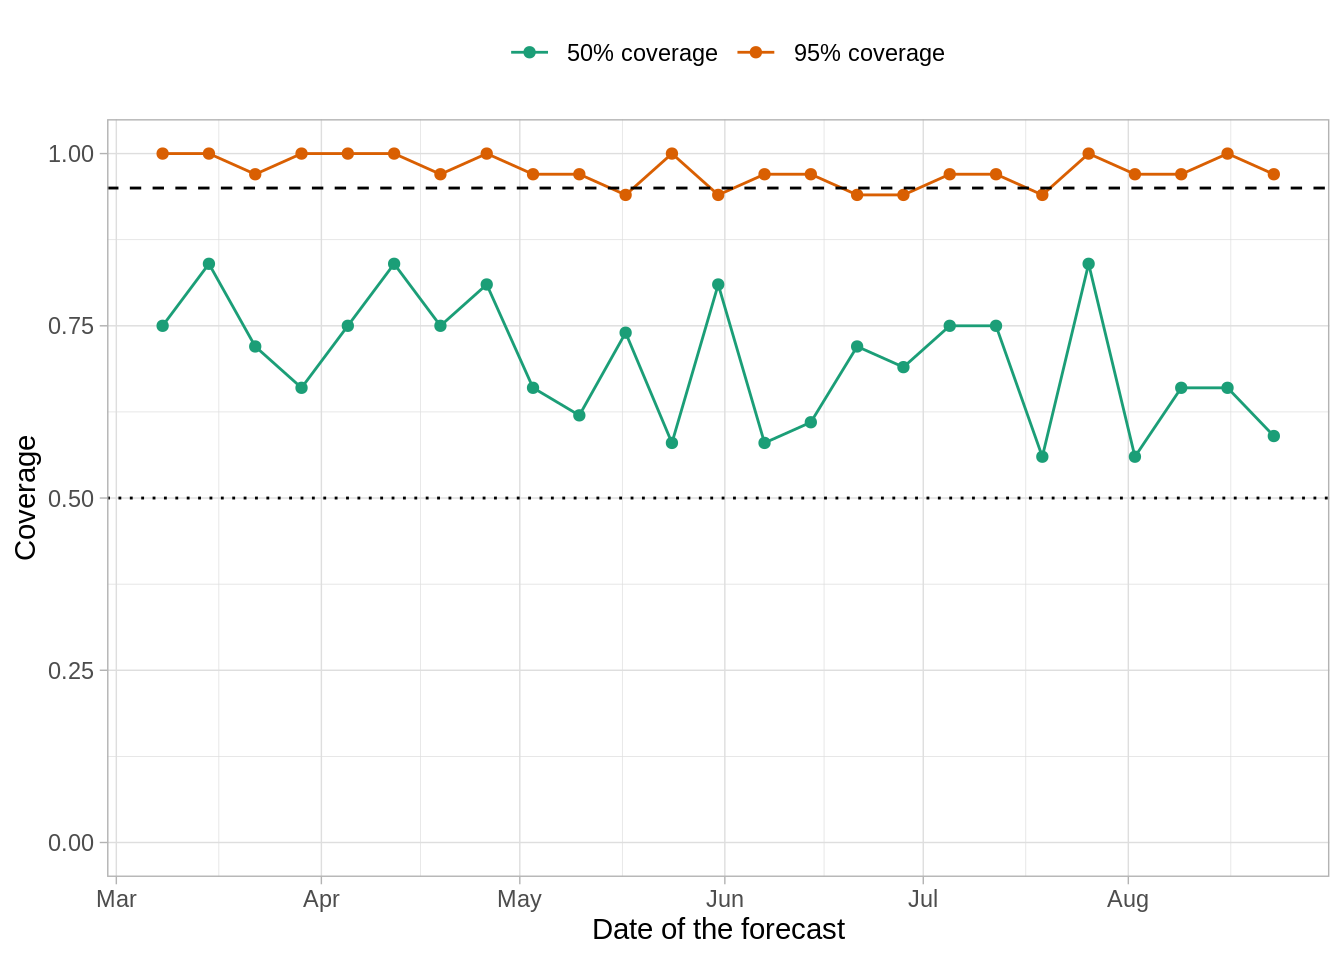 50% coverage 95% coverage
1.00
0.75
0.50
0.25
0.00
Coverage
Mar Apr May Jun Jul Aug
Date of the forecast